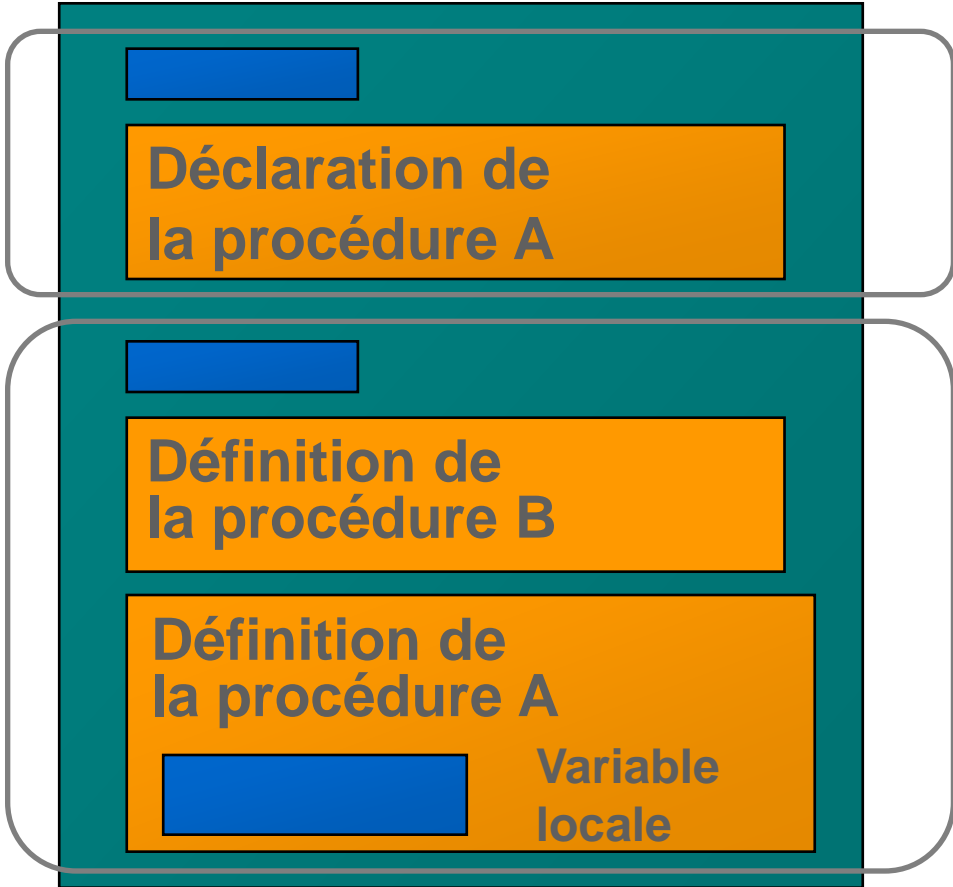 Déclaration de
la procédure A
Définition de
la procédure B
Définition de
la procédure A
Variable
locale